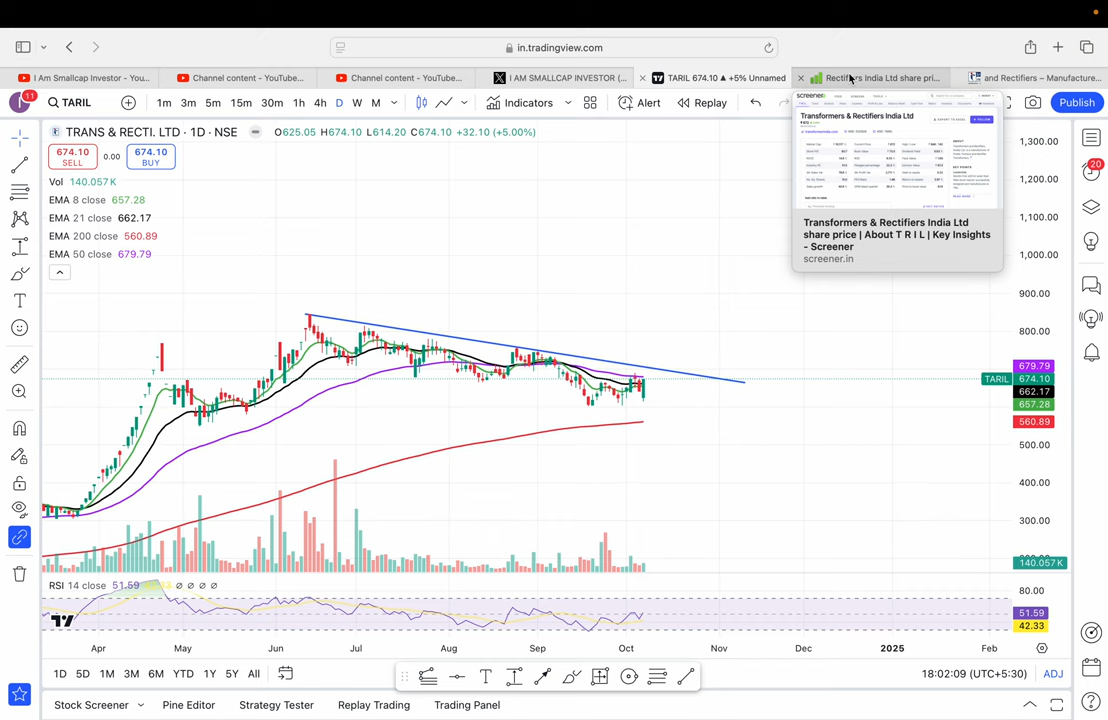 in.tradingview.com
I Am Smallcap Investor - You...
Channel content - YouTube...
Channel content - YouTube...
I AM SMALLCAP INVESTOR (...
TARIL 674.10 ▲ +5% Unnamed
Rectifiers India Ltd share pri...
and Rectifiers – Manufacture...
I 11 TARIL 1m 3m 5m 15m 30m 1h 4h D W M Indicators Alert Replay Publish
TRANS & RECTI. LTD · 1D · NSE O625.05 H674.10 L614.20 C674.10 +32.10 (+5.00%)
674.10 SELL 0.00 674.10 BUY
Vol 140.057 K
EMA 8 close 657.28
EMA 21 close 662.17
EMA 200 close 560.89
EMA 50 close 679.79
Transformers & Rectifiers India Ltd
Transformers & Rectifiers India Ltd
share price | About T R I L | Key Insights
- Screener
screener.in
20
1,300.00
1,200.00
1,100.00
1,000.00
900.00
800.00
679.79
TARIL 674.10
662.17
657.28
560.89
500.00
400.00
300.00
140.057 K
RSI 14 close 51.59 ∅ ∅ ∅ ∅
80.00
51.59
42.33
Apr May Jun Jul Aug Sep Oct Nov Dec 2025 Feb
1D 5D 1M 3M 6M YTD 1Y 5Y All
18:02:09 (UTC+5:30) ADJ
Stock Screener Pine Editor Strategy Tester Replay Trading Trading Panel